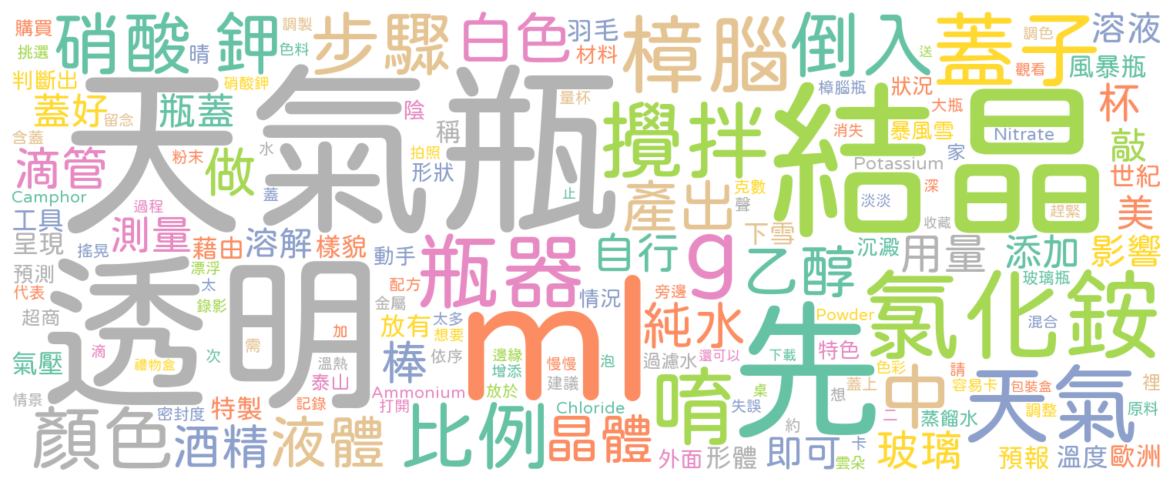 購買
硝酸鉀
晴
調製
色料
步驟
白色
羽毛
材料
樟腦
倒入
送
蓋子
調色
觀看
溶液
挑選
判斷出
硝酸鉀
陰
量杯
樟腦瓶
狀況
大瓶
風暴瓶
蓋好
留念
瓶蓋
天氣瓶
稱
攪拌
結晶
消失
暴風雪
Nitrate
杯
含蓋
粉末
水
拍照
形狀
家
Potassium
敲
滴管
做
蓋
止
產出
克數
聲
淡淡
深
世紀
Camphor
過程
工具
測量
藉由
溶解
樣貌
動手
下雪
收藏
趕緊
美
呈現
搖晃
瓶器
g
自行
乙醇
沉澱
用量
添加
影響
預測
漂浮
太
代表
錄影
配方
金屬
情況
旁邊
玻璃瓶
超商
透明
加
放有
太多
想要
ml
純水
先
Powder
特色
氯化銨
混合
氣壓
滴
次
需
溫熱
棒
依序
邊緣
增添
慢慢
泡
過濾水
還可以
下載
色彩
請
禮物盒
情景
泰山
Ammonium
打開
放於
建議
唷
桌
想
蓋上
中
容易卡
包裝盒
裡
密封度
特製
記錄
Chloride
失誤
約
二
蒸餾水
天氣
調整
原料
顏色
酒精
液體
比例
晶體
外面
形體
即可
卡
雲朵
玻璃
預報
溫度
歐洲